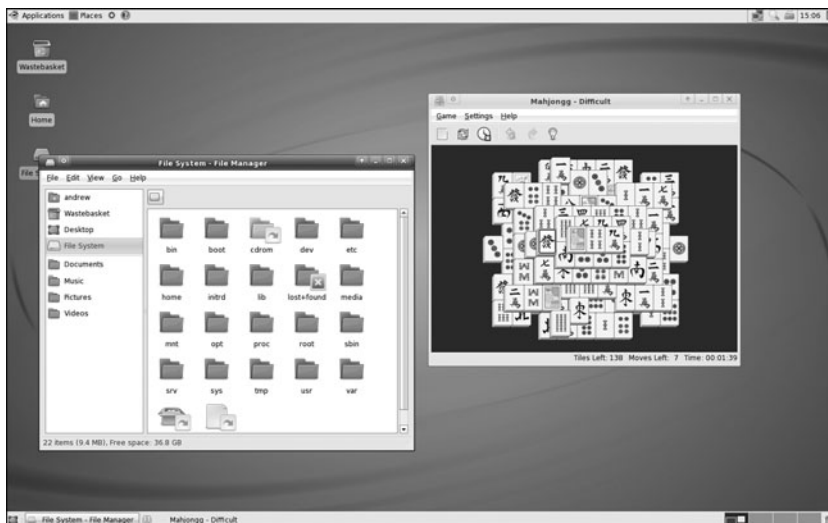 Applications Places
15:06
Wastebasket
Home
File System - File Manager
File Edit View Go Help
andrew
Wastebasket
Desktop
File System
Documents
Music
Pictures
Videos
bin boot cdrom dev etc
home initrd lib lost+found media
mnt opt proc root sbin
srv sys tmp usr var
22 items (9.4 MB), Free space: 36.8 GB
Mahjongg - Difficult
Game Settings Help
Tiles Left: 138 Moves Left: 7 Time: 00:01:39
File System - File Manager
Mahjongg - Difficult